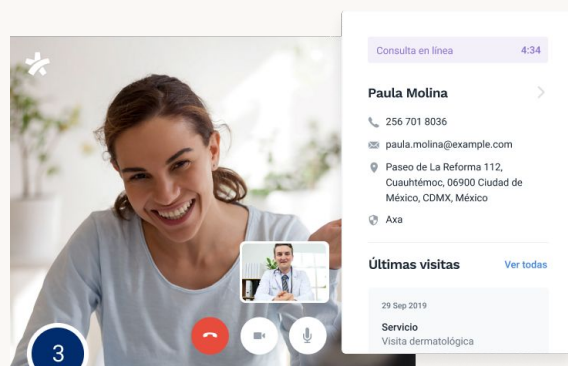 Consulta en línea 4:34
Paula Molina
256 701 8036
paula.molina@example.com
Paseo de La Reforma 112,
Cuauhtémoc, 06900 Ciudad de
México, CDMX, México
Axa
Últimas visitas Ver todas
29 Sep 2019
Servicio
Visita dermatológica
3